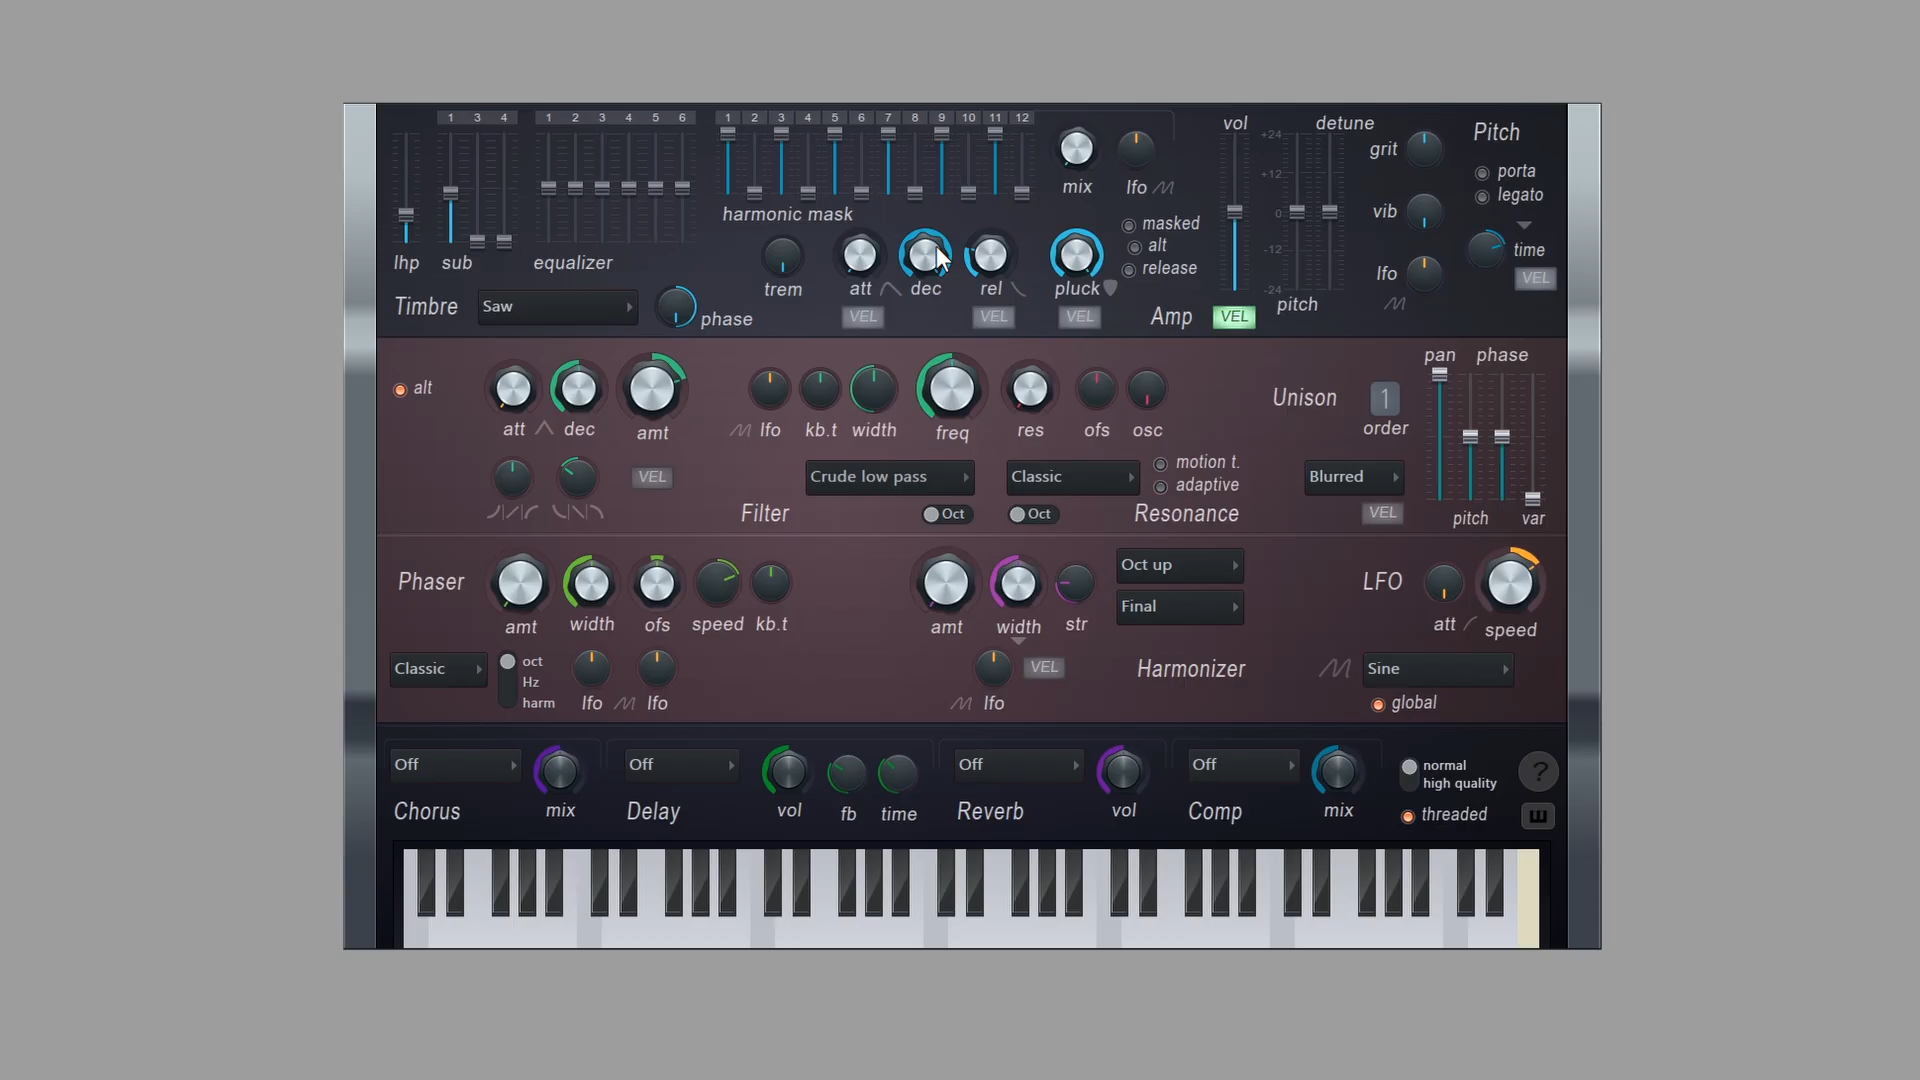 1 3 4
1 2 3 4 5 6
1 2 3 4 5 6 7 8 9 10 11 12
lhp sub equalizer
harmonic mask
mix lfo
masked
alt
release
trem att dec rel pluck
VEL VEL VEL
Timbre Saw phase
Amp VEL
vol detune
+24
+12
0
-12
-24
pitch
grit
vib
lfo
Pitch
porta
legato
time
VEL
alt
att dec amt
VEL
lfo kb.t width freq res ofs osc
Crude low pass Classic
motion t.
adaptive
Filter Oct Oct Resonance
Unison 1
order
Blurred
VEL
pan phase
pitch var
Phaser
amt width ofs speed kb.t
Classic
oct
Hz
harm
lfo lfo
amt width str
Oct up
Final
lfo VEL
Harmonizer
LFO
att speed
Sine
global
Off Off Off Off
Chorus mix Delay vol fb time Reverb vol Comp mix
normal
high quality
threaded
?